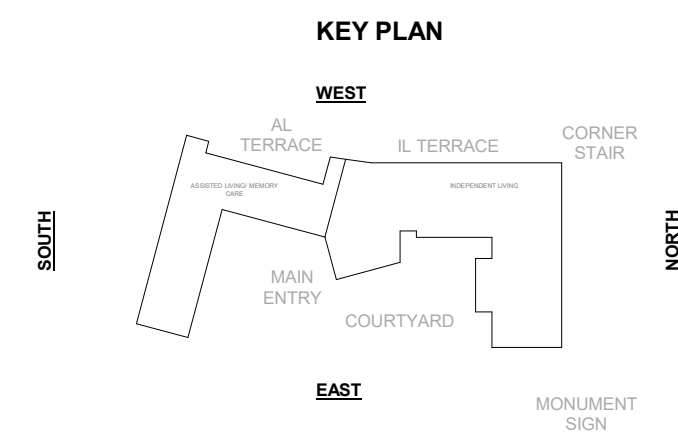 KEY PLAN
WEST
AL
TERRACE
IL TERRACE
CORNER
STAIR
ASSISTED LIVING/ MEMORY
CARE
INDEPENDENT LIVING
SOUTH
NORTH
MAIN
ENTRY
COURTYARD
EAST
MONUMENT
SIGN